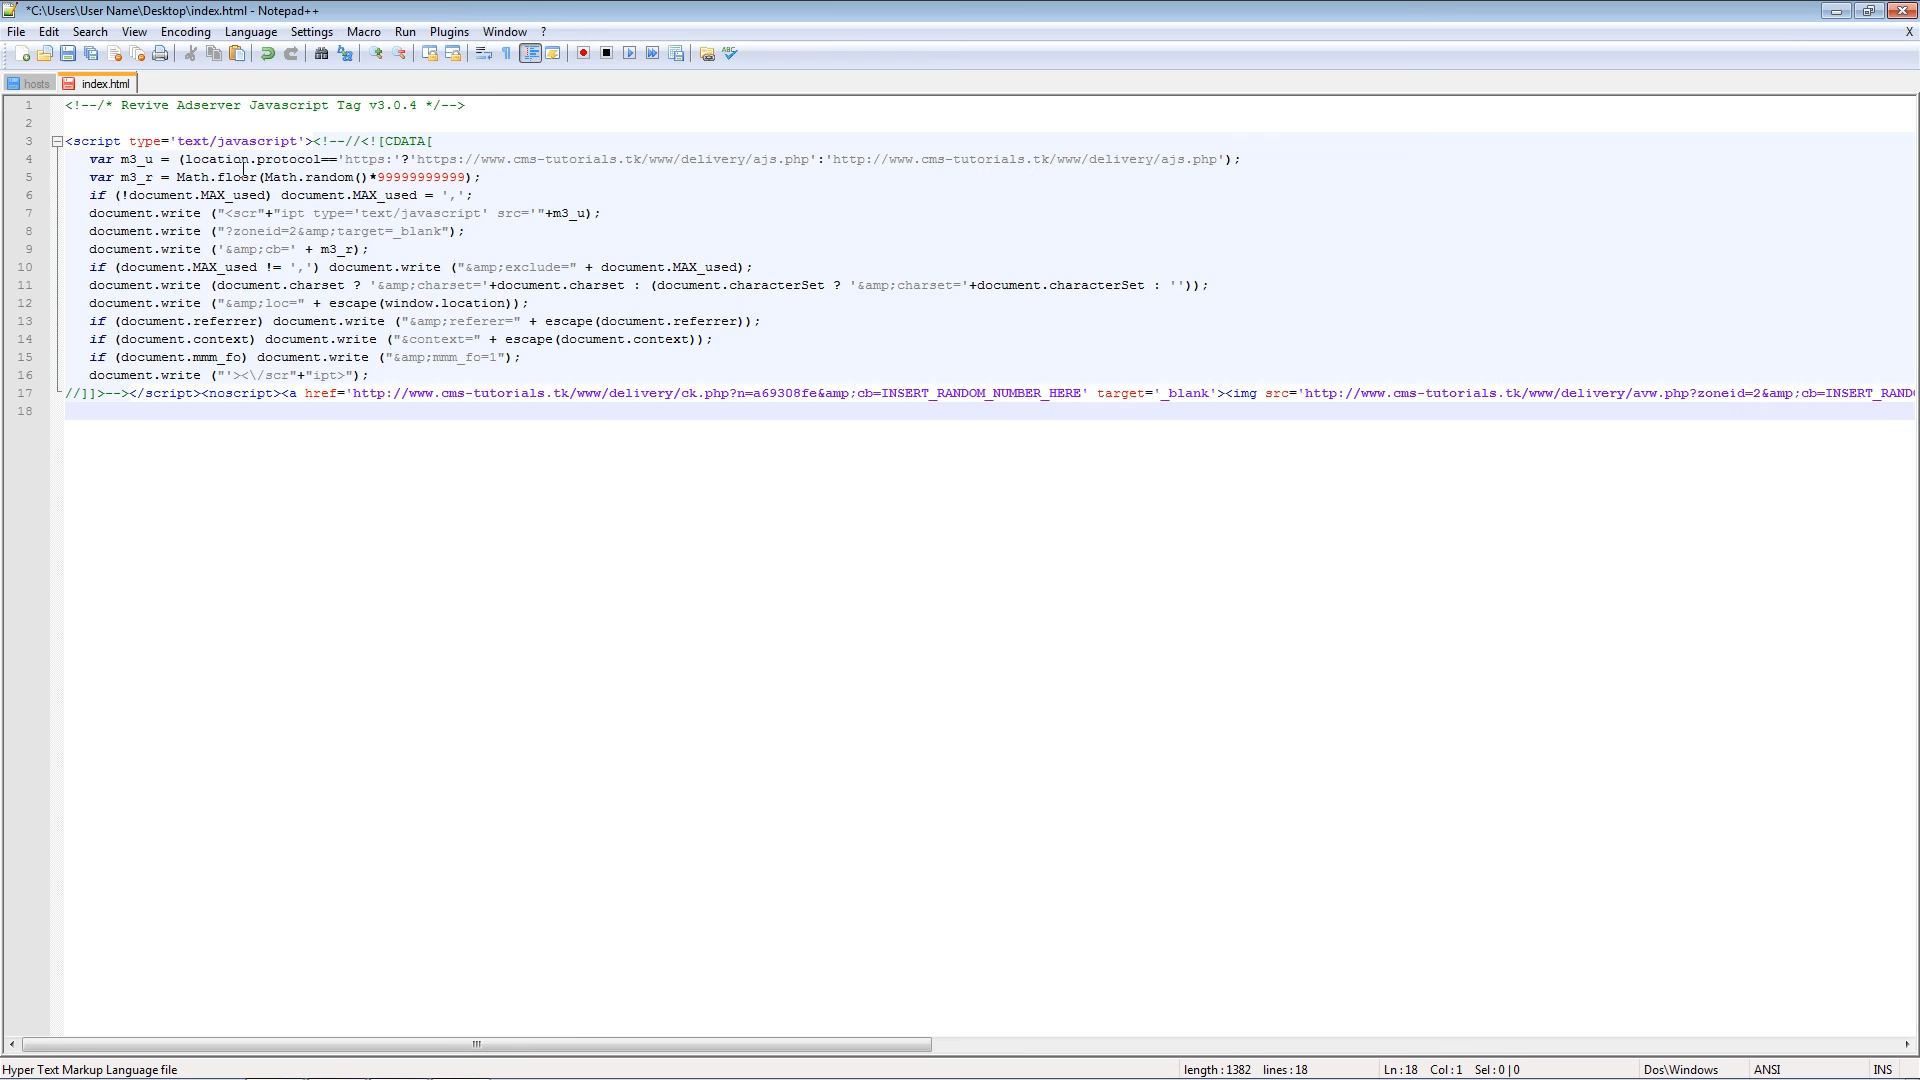 *C:\Users\User Name\Desktop\index.html - Notepad++
File Edit Search View Encoding Language Settings Macro Run Plugins Window ? X
hosts index.html
1 <!--/* Revive Adserver Javascript Tag v3.0.4 */-->
2
3 <script type='text/javascript'><!--//<![CDATA[
4 var m3_u = (location.protocol=='https:'?'https://www.cms-tutorials.tk/www/delivery/ajs.php':'http://www.cms-tutorials.tk/www/delivery/ajs.php');
5 var m3_r = Math.floor(Math.random()*99999999999);
6 if (!document.MAX_used) document.MAX_used = ',';
7 document.write ("<scr"+"ipt type='text/javascript' src='"+m3_u);
8 document.write ("?zoneid=2&amp;target=_blank");
9 document.write ('&amp;cb=' + m3_r);
10 if (document.MAX_used != ',') document.write ("&amp;exclude=" + document.MAX_used);
11 document.write (document.charset ? '&amp;charset='+document.charset : (document.characterSet ? '&amp;charset='+document.characterSet : ''));
12 document.write ("&amp;loc=" + escape(window.location));
13 if (document.referrer) document.write ("&amp;referer=" + escape(document.referrer));
14 if (document.context) document.write ("&context=" + escape(document.context));
15 if (document.mmm_fo) document.write ("&amp;mmm_fo=1");
16 document.write ("'><\/scr"+"ipt>");
17 //]]>--></script><noscript><a href='http://www.cms-tutorials.tk/www/delivery/ck.php?n=a69308fe&amp;cb=INSERT_RANDOM_NUMBER_HERE' target='_blank'><img src='http://www.cms-tutorials.tk/www/delivery/avw.php?zoneid=2&amp;cb=INSERT_RAND
18
Hyper Text Markup Language file length : 1382 lines : 18 Ln : 18 Col : 1 Sel : 0 | 0 Dos\Windows ANSI INS